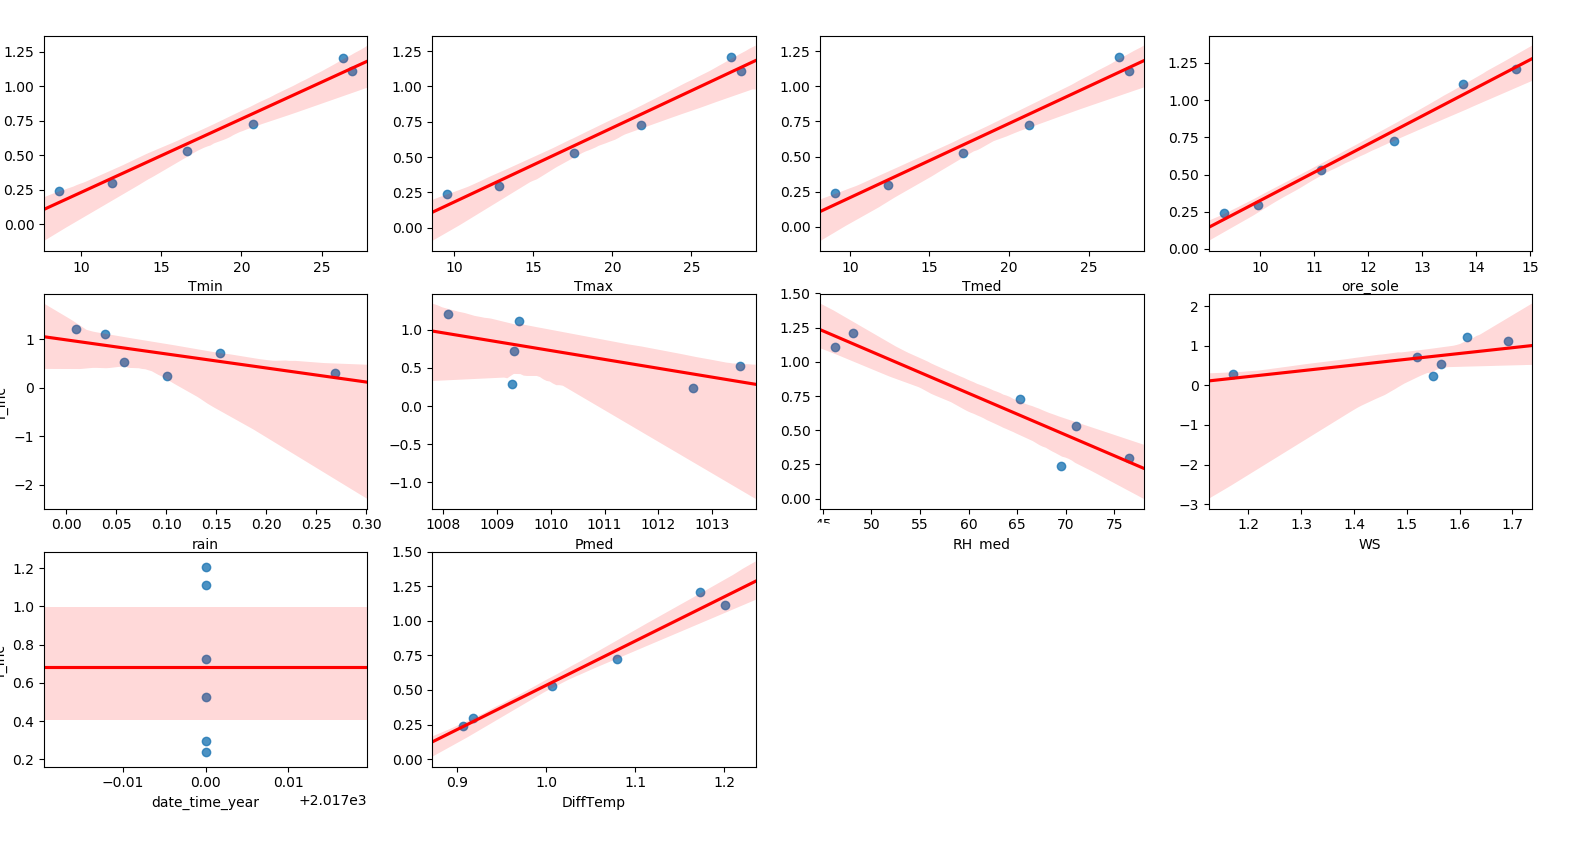 1.25
1.00
0.75
0.50
0.25
0.00
10 15 20 25
Tmin
1.25
1.00
0.75
0.50
0.25
0.00
10 15 20 25
Tmax
1.25
1.00
0.75
0.50
0.25
0.00
10 15 20 25
Tmed
1.25
1.00
0.75
0.50
0.25
0.00
10 11 12 13 14 15
ore_sole
1
0
−1
−2
0.00 0.05 0.10 0.15 0.20 0.25 0.30
rain
1.0
0.5
0.0
−0.5
−1.0
1008 1009 1010 1011 1012 1013
Pmed
1.50
1.25
1.00
0.75
0.50
0.25
0.00
45 50 55 60 65 70 75
RH_med
2
1
0
−1
−2
−3
1.2 1.3 1.4 1.5 1.6 1.7
WS
1.2
1.0
0.8
0.6
0.4
0.2
−0.01 0.00 0.01
+2.017e3
date_time_year
1.50
1.25
1.00
0.75
0.50
0.25
0.00
0.9 1.0 1.1 1.2
DiffTemp